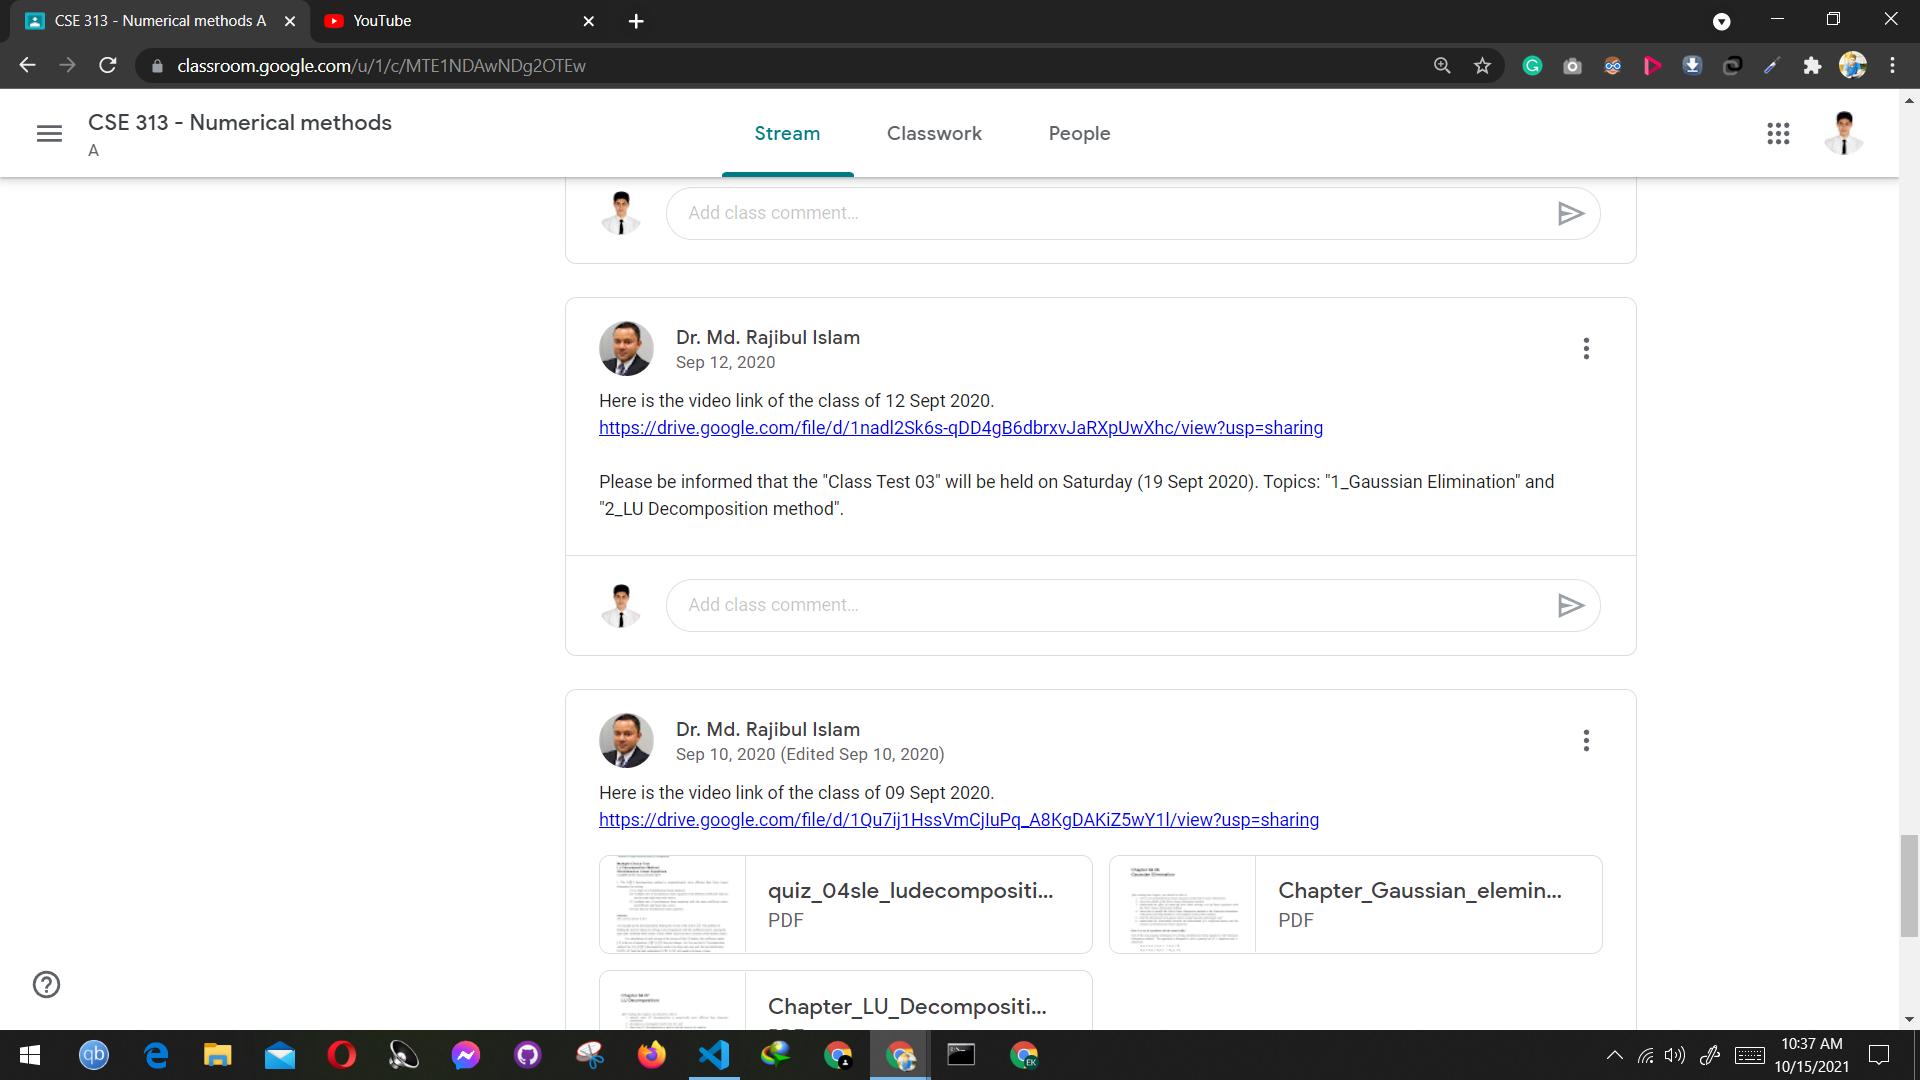 CSE 313 - Numerical methods A
YouTube
classroom.google.com/u/1/c/MTE1NDAwNDg2OTEw
CSE 313 - Numerical methods
A
Stream
Classwork
People
Add class comment...
Dr. Md. Rajibul Islam
Sep 12, 2020
Here is the video link of the class of 12 Sept 2020.
https://drive.google.com/file/d/1nadl2Sk6s-qDD4gB6dbrxvJaRXpUwXhc/view?usp=sharing
Please be informed that the "Class Test 03" will be held on Saturday (19 Sept 2020). Topics: "1_Gaussian Elimination" and
"2_LU Decomposition method".
Add class comment...
Dr. Md. Rajibul Islam
Sep 10, 2020 (Edited Sep 10, 2020)
Here is the video link of the class of 09 Sept 2020.
https://drive.google.com/file/d/1Qu7ij1HssVmCjIuPq_A8KgDAKiZ5wY1l/view?usp=sharing
quiz_04sle_ludecompositi...
PDF
Chapter_Gaussian_elemin...
PDF
Chapter_LU_Decompositi...
PDF
qb
EK
10:37 AM
10/15/2021